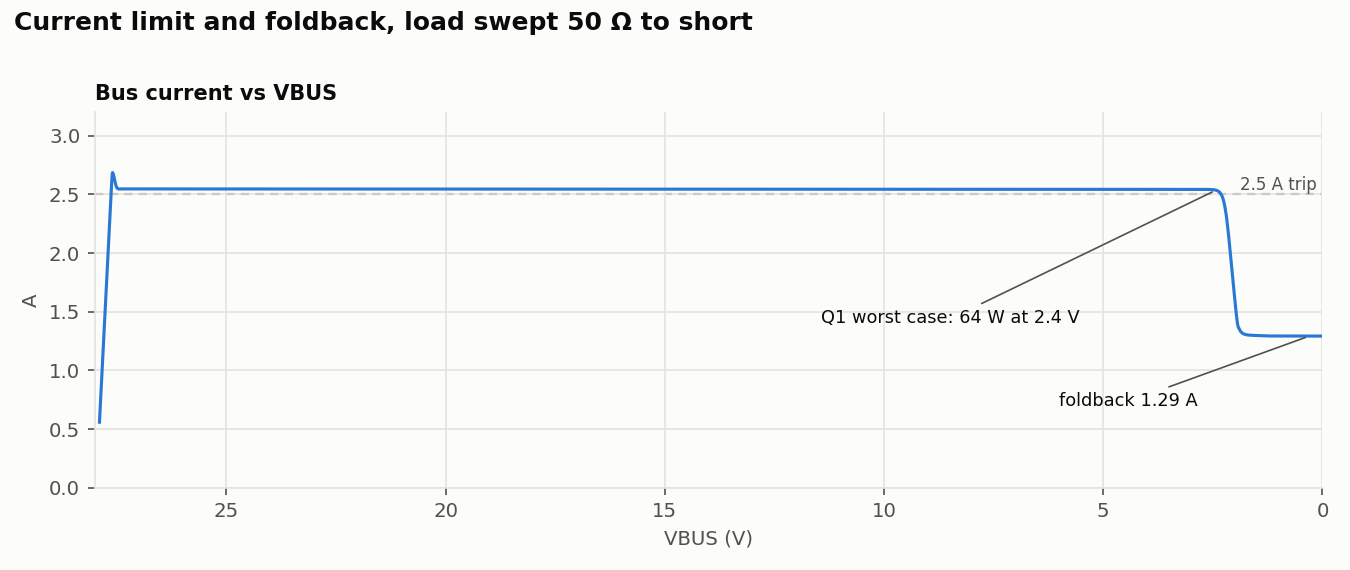 Current limit and foldback, load swept 50 Ω to short
Bus current vs VBUS
3.0
2.5
2.0
1.5
1.0
0.5
0.0
A
2.5 A trip
Q1 worst case: 64 W at 2.4 V
foldback 1.29 A
25
20
15
10
5
0
VBUS (V)